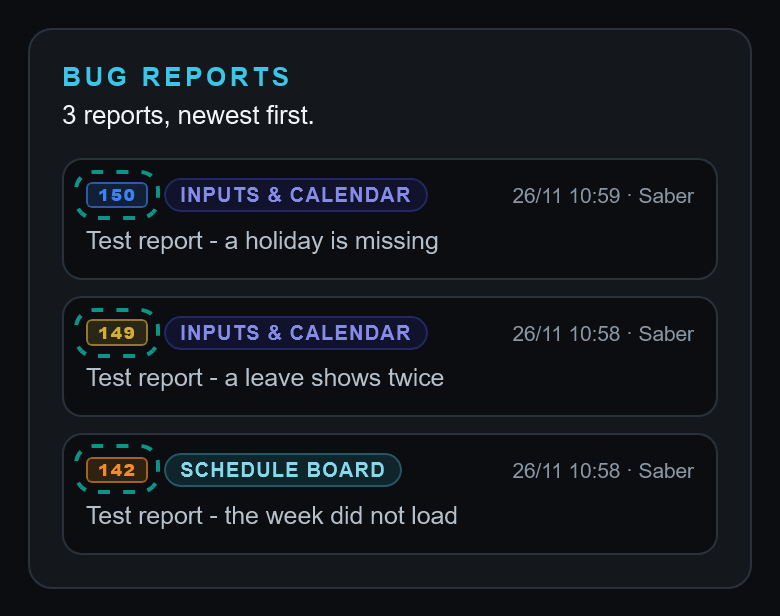 BUG REPORTS
3 reports, newest first.
150 INPUTS & CALENDAR 26/11 10:59 · Saber
Test report - a holiday is missing
149 INPUTS & CALENDAR 26/11 10:58 · Saber
Test report - a leave shows twice
142 SCHEDULE BOARD 26/11 10:58 · Saber
Test report - the week did not load